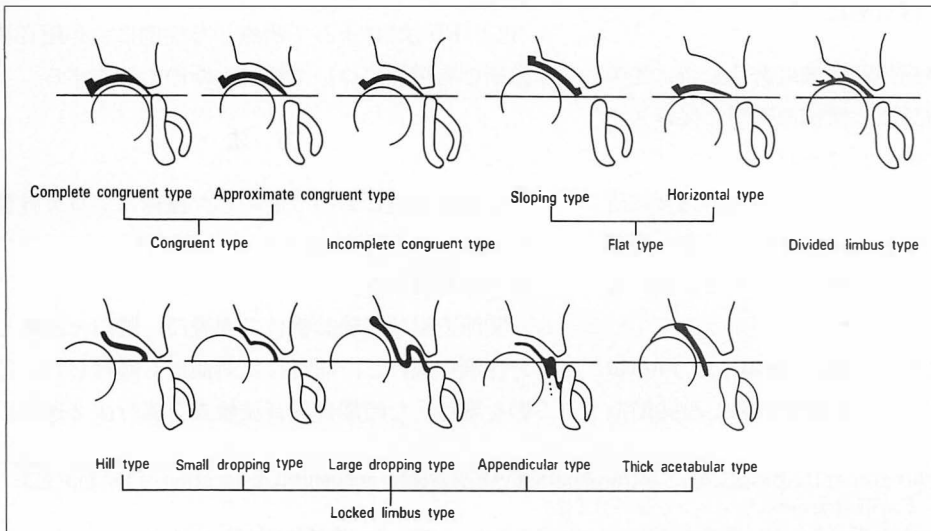 Complete congruent type Approximate congruent type
Congruent type
Incomplete congruent type
Sloping type Horizontal type
Flat type
Divided limbus type
Hill type Small dropping type Large dropping type Appendicular type Thick acetabular type
Locked limbus type